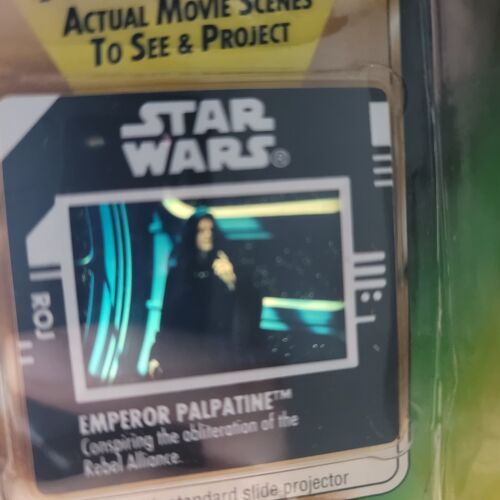 ACTUAL MOVIE SCENES
TO SEE & PROJECT
STAR
WARS®
ROJ
EMPEROR PALPATINE™
Conspiring the obliteration of the
Rebel Alliance.
standard slide projector